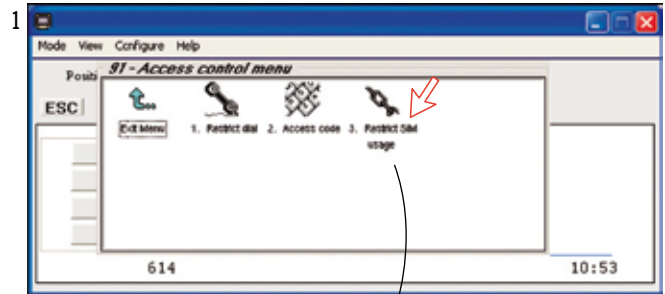 1
Mode View Configure Help
Positi
91 - Access control menu
ESC
Exit Menu 1. Restrict dial 2. Access code 3. Restrict SIM
usage
614 10:53